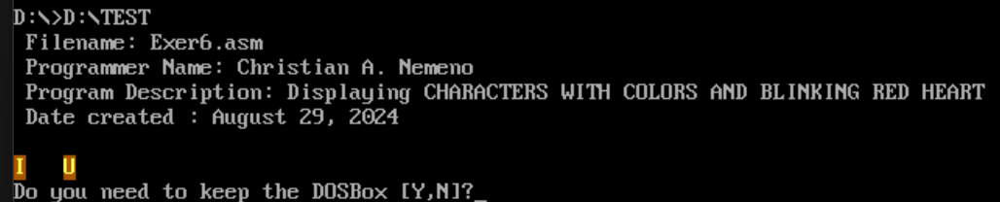 D:\>D:\TEST
Filename: Exer6.asm
Programmer Name: Christian A. Nemeno
Program Description: Displaying CHARACTERS WITH COLORS AND BLINKING RED HEART
Date created : August 29, 2024
I   U
Do you need to keep the DOSBox [Y,N]?_